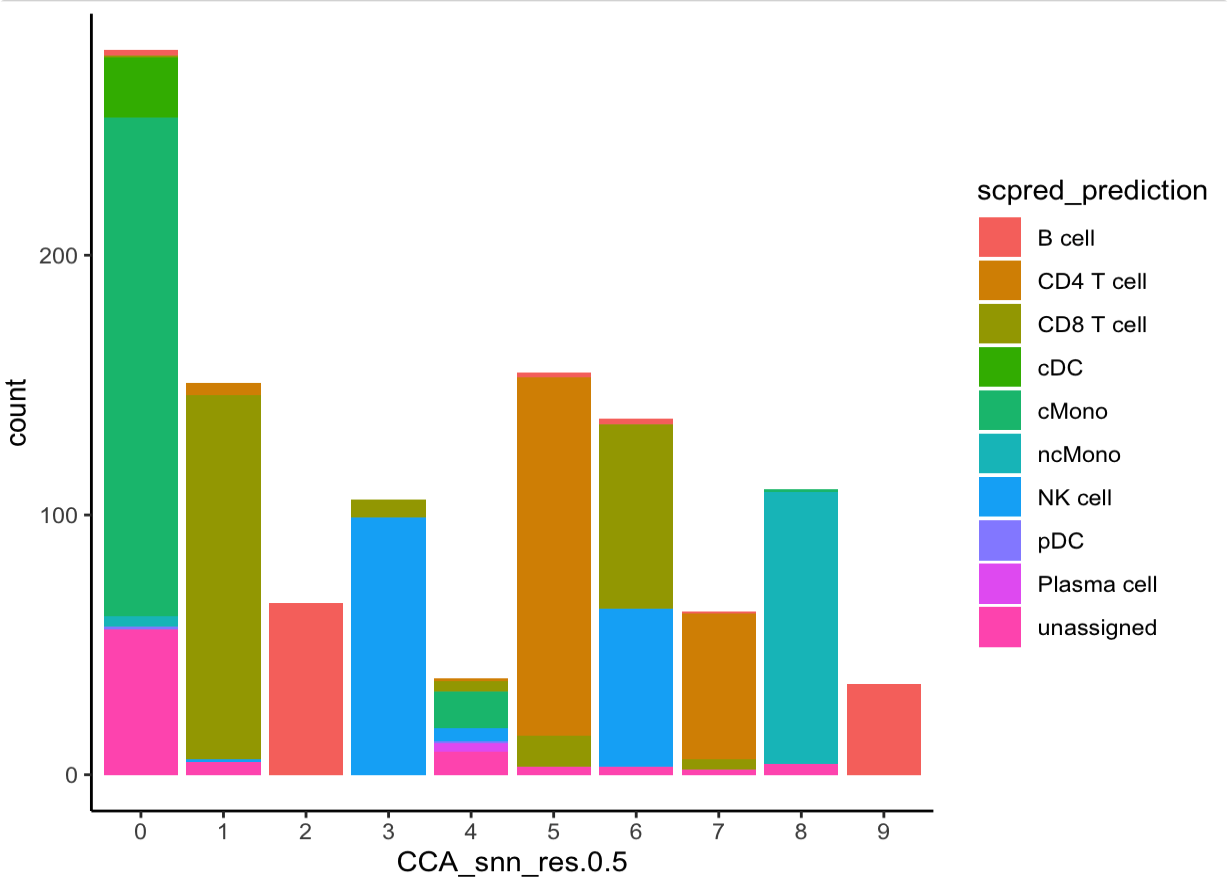 count
200
100
0
0 1 2 3 4 5 6 7 8 9
CCA_snn_res.0.5
scpred_prediction
B cell
CD4 T cell
CD8 T cell
cDC
cMono
ncMono
NK cell
pDC
Plasma cell
unassigned